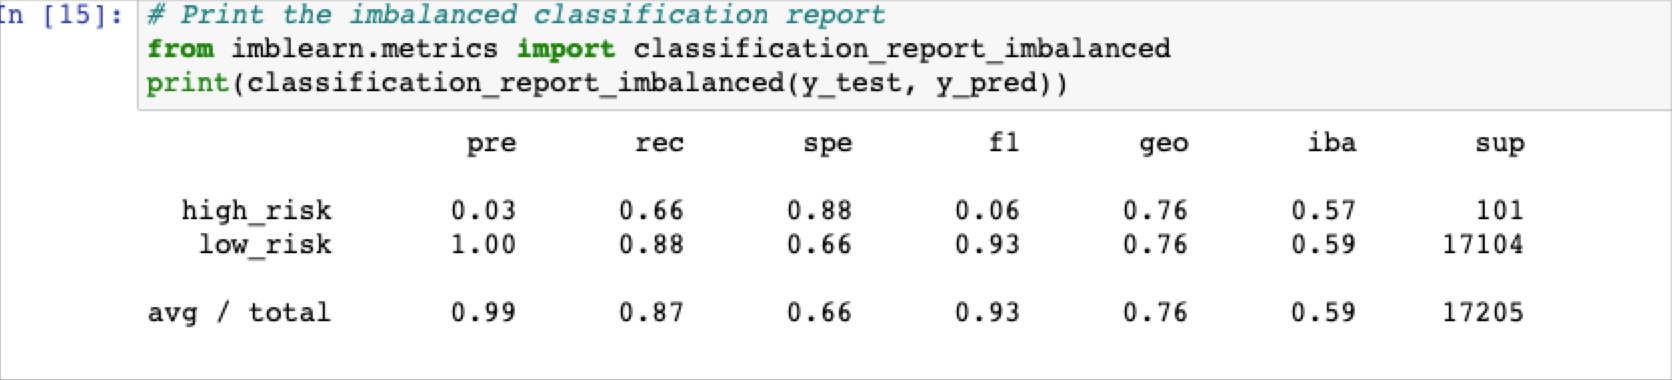 In [15]: # Print the imbalanced classification report
from imblearn.metrics import classification_report_imbalanced
print(classification_report_imbalanced(y_test, y_pred))
pre rec spe f1 geo iba sup
high_risk 0.03 0.66 0.88 0.06 0.76 0.57 101
low_risk 1.00 0.88 0.66 0.93 0.76 0.59 17104
avg / total 0.99 0.87 0.66 0.93 0.76 0.59 17205